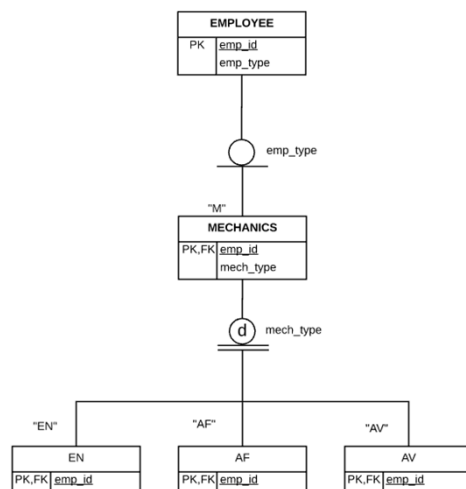 EMPLOYEE
PK emp_id
emp_type
emp_type
"M"
MECHANICS
PK,FK emp_id
mech_type
d mech_type
"EN" "AF" "AV"
EN AF AV
PK,FK emp_id PK,FK emp_id PK,FK emp_id